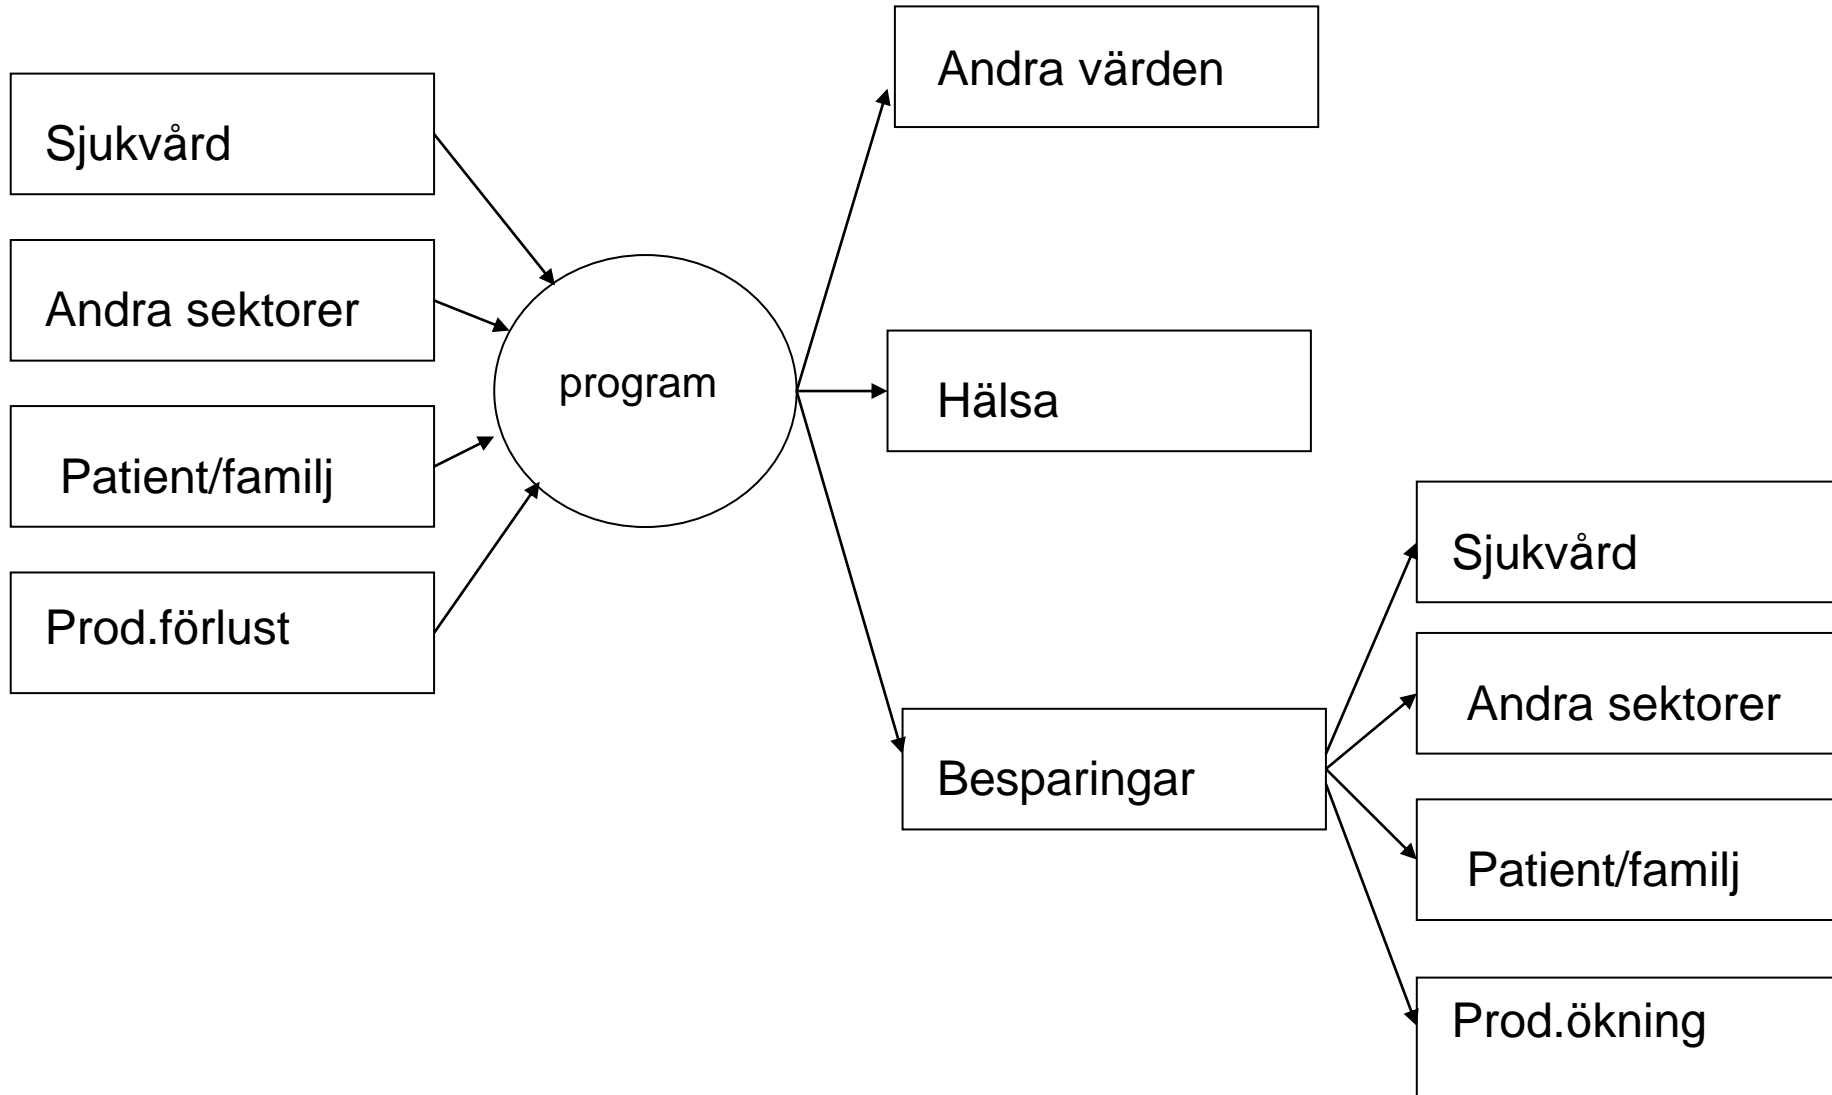 Sjukvård
Andra sektorer
Patient/familj
Prod.förlust
program
Andra värden
Hälsa
Besparingar
Sjukvård
Andra sektorer
Patient/familj
Prod.ökning